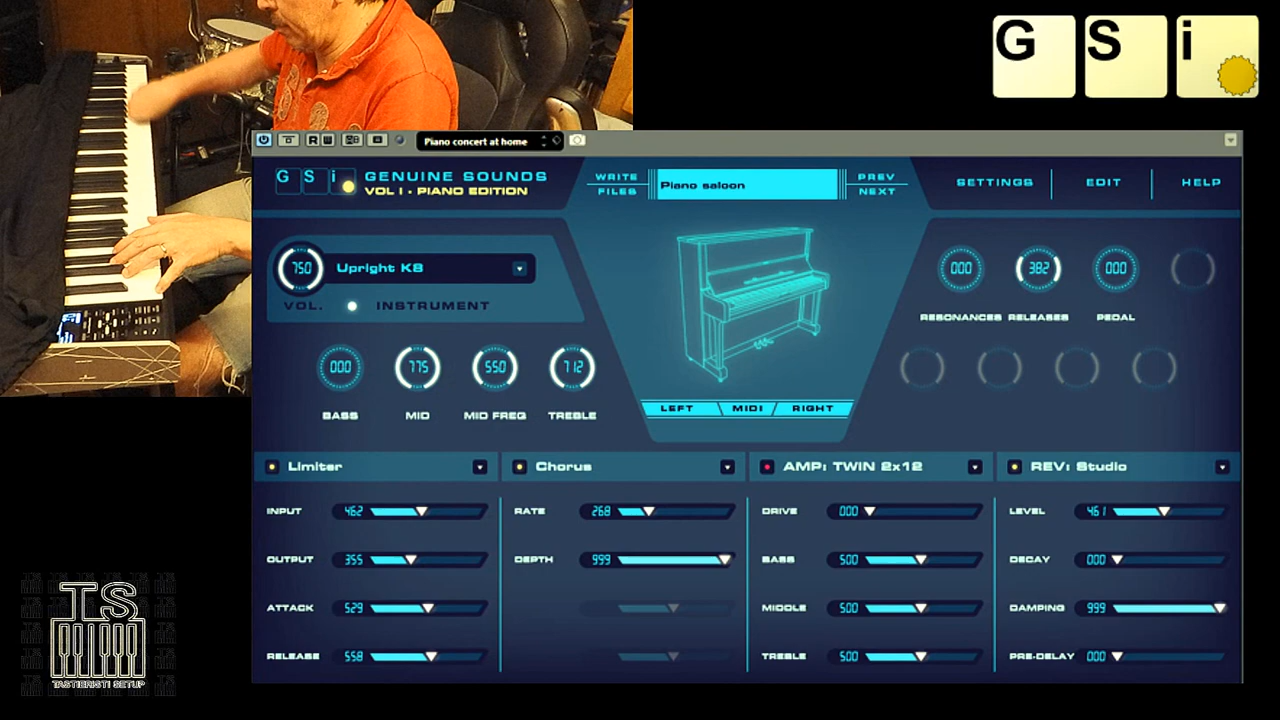 G S i
R
Piano concert at home
G S i
GENUINE SOUNDS
VOL I - PIANO EDITION
WRITE
FILES
Piano saloon
PREV
NEXT
SETTINGS
EDIT
HELP
750
Upright K8
VOL.
INSTRUMENT
000
382
000
RESONANCES
RELEASES
PEDAL
000
775
550
712
BASS
MID
MID FREQ
TREBLE
LEFT
MIDI
RIGHT
Limiter
Chorus
AMP: TWIN 2x12
REV: Studio
INPUT 462
RATE 268
DRIVE 000
LEVEL 461
OUTPUT 355
DEPTH 999
BASS 500
DECAY 000
ATTACK 529
MIDDLE 500
DAMPING 999
RELEASE 558
TREBLE 500
PRE-DELAY 000
TS
TASTIERISTI SETUP